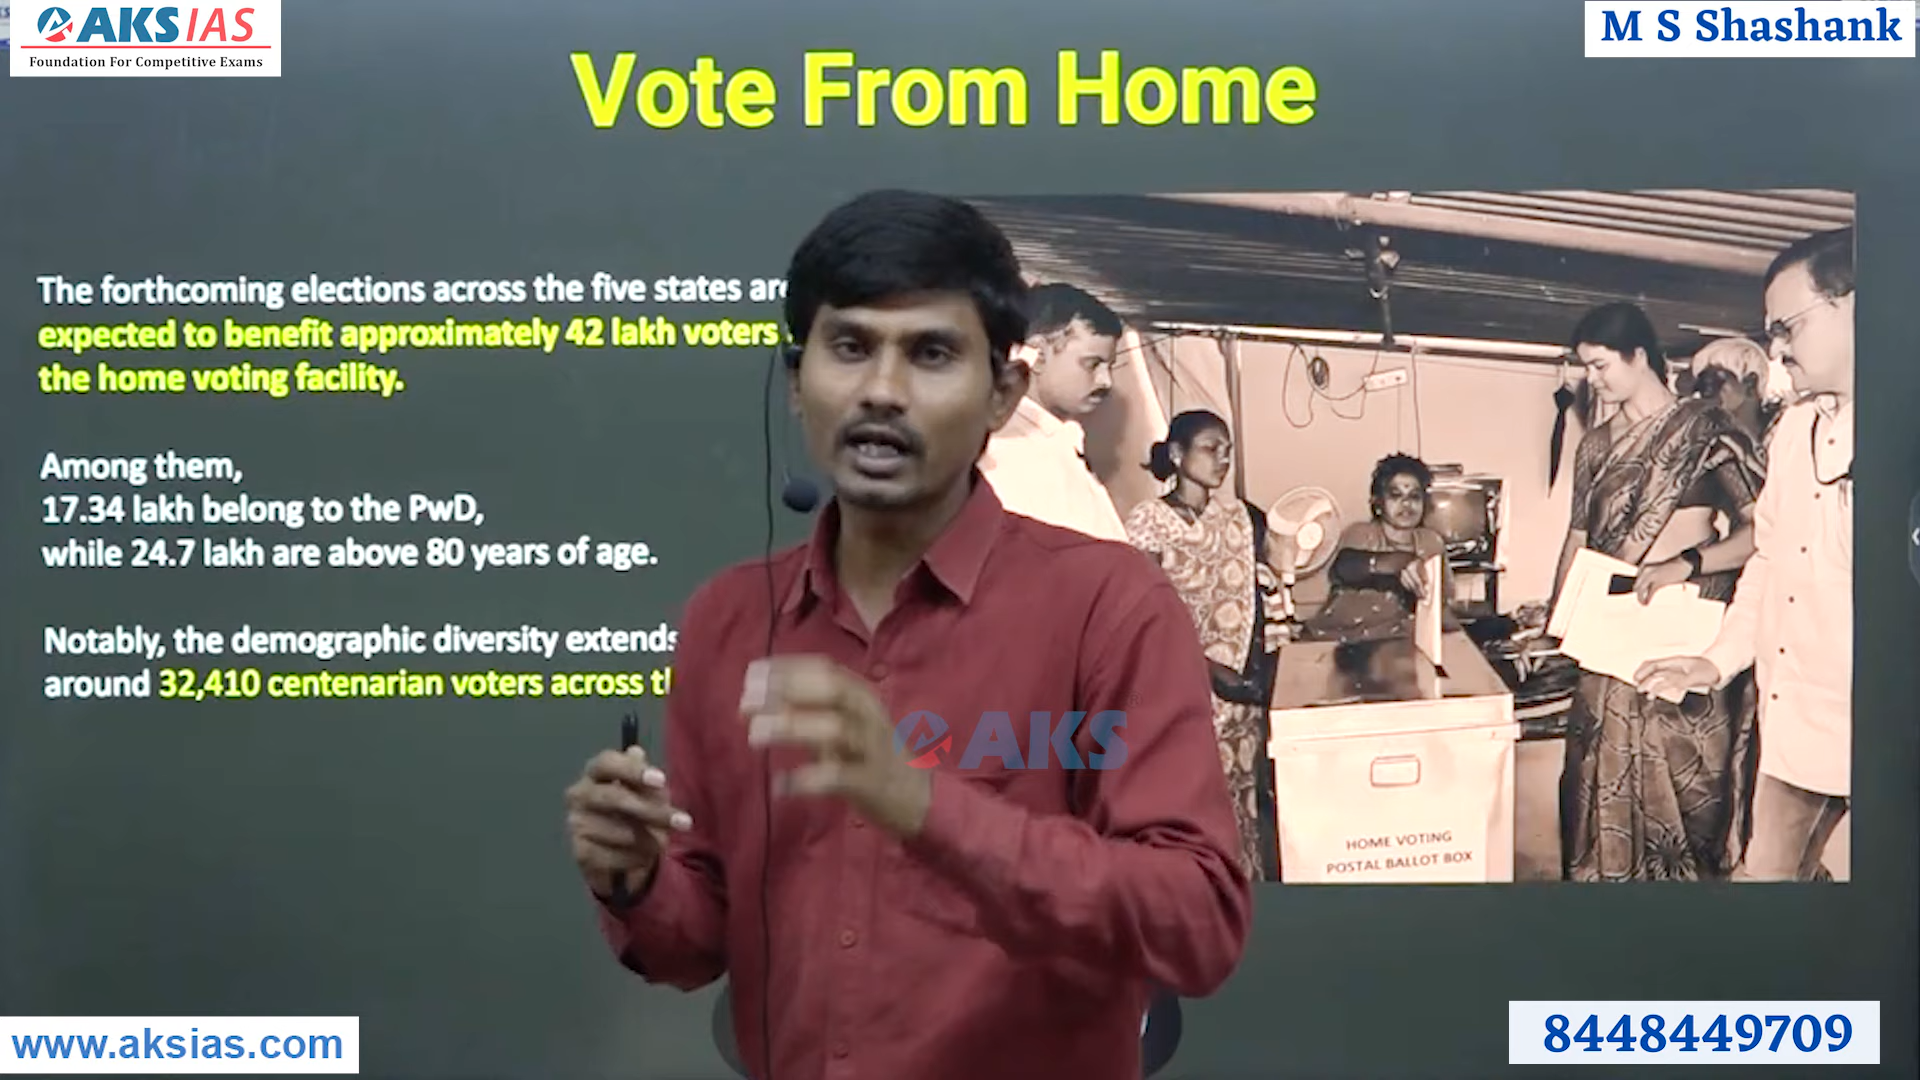 AKS IAS
Foundation For Competitive Exams
M S Shashank
Vote From Home
The forthcoming elections across the five states are
expected to benefit approximately 42 lakh voters
the home voting facility.
Among them,
17.34 lakh belong to the PwD,
while 24.7 lakh are above 80 years of age.
Notably, the demographic diversity extends
around 32,410 centenarian voters across
AKS
HOME VOTING
POSTAL BALLOT BOX
www.aksias.com
8448449709